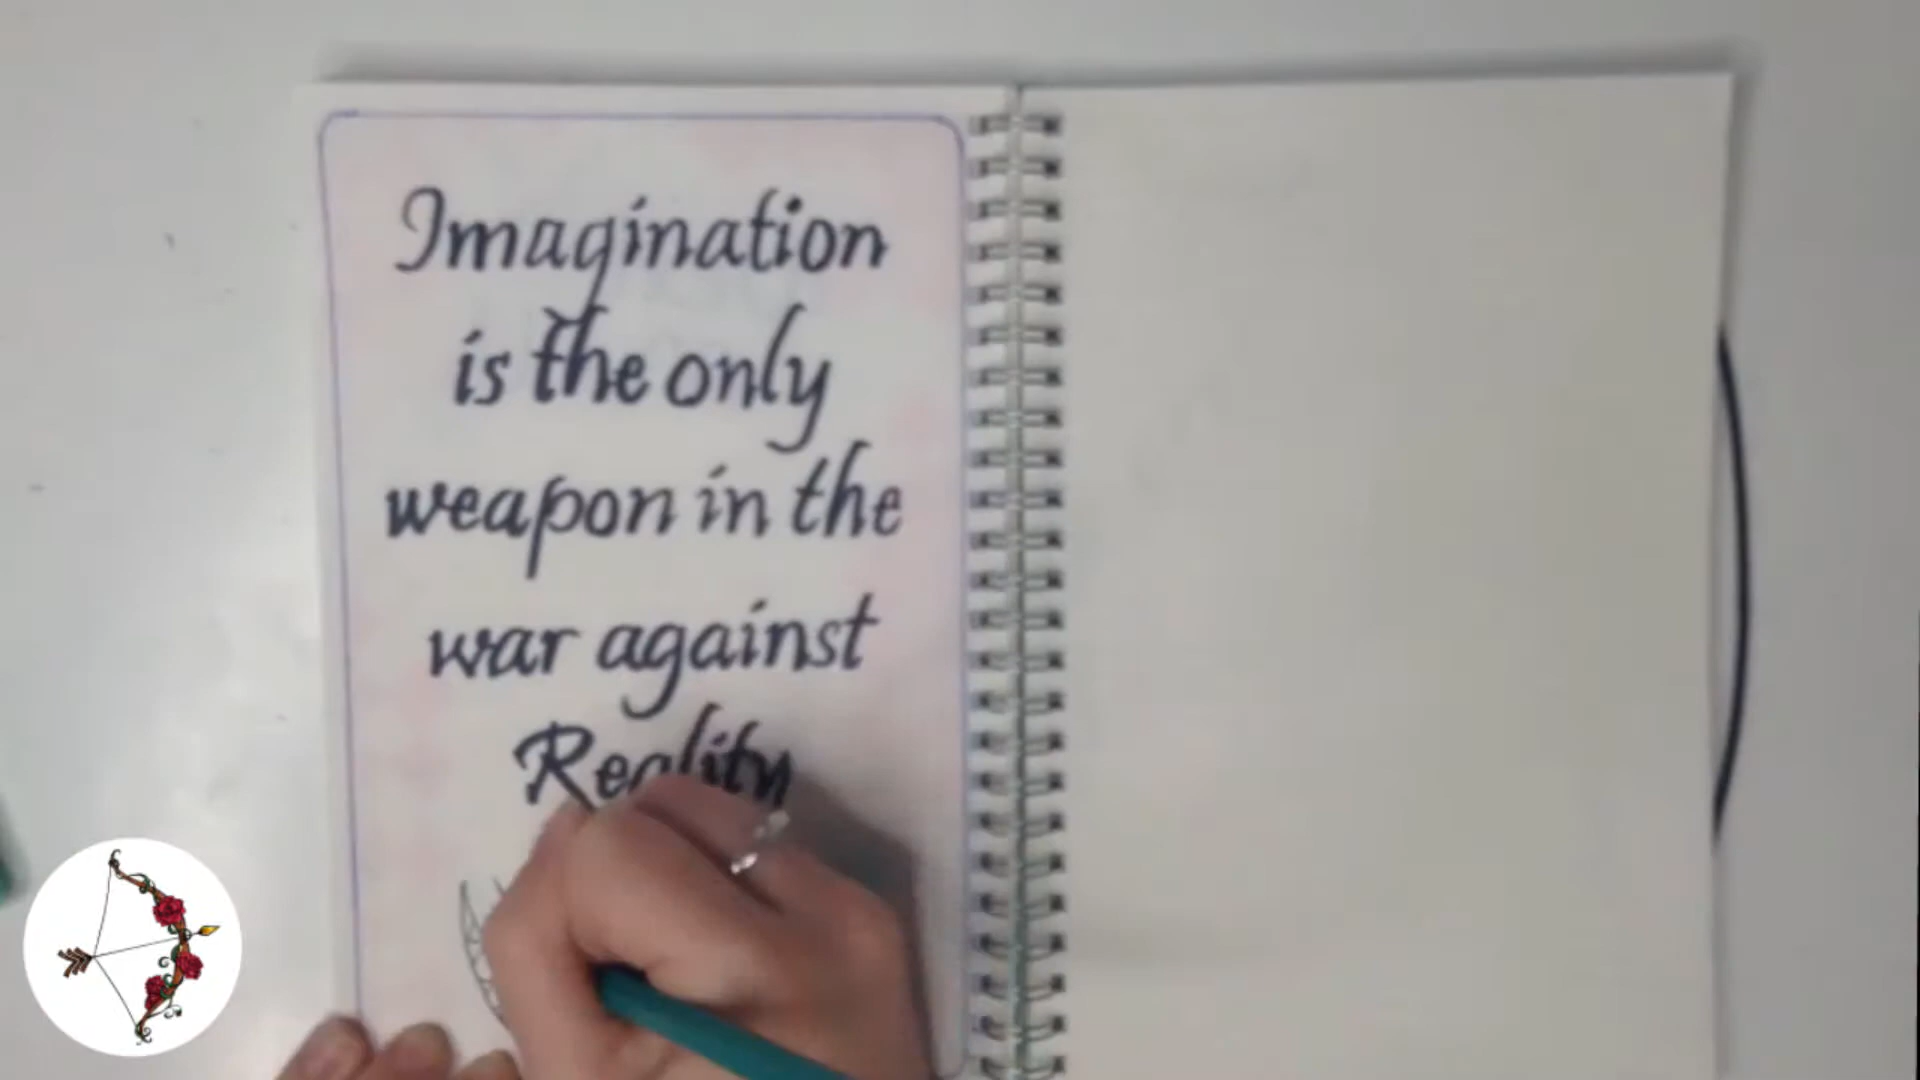 Imagination
is the only
weapon in the
war against
Reality